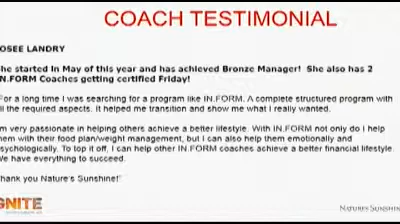 COACH TESTIMONIAL
OSEE LANDRY
he started in May of this year and has achieved Bronze Manager! She also has 2
N.FORM Coaches getting certified Friday!
For a long time I was searching for a program like IN.FORM. A complete structured program with
ll the required aspects. It helped me transition and show me what I really wanted.
m very passionate in helping others achieve a better lifestyle. With IN.FORM not only do I help
hem with their food plan/weight management, but I can also help them emotionally and
sychologically. To top it off, I can help other IN.FORM coaches achieve a better financial lifestyle.
We have everything to succeed.
hank you Nature's Sunshine!"
GNITE
NATURE'S SUNSHIN